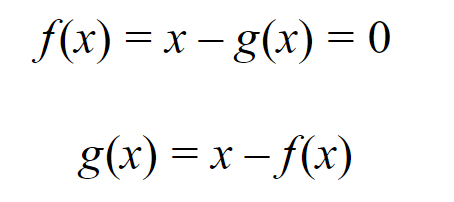 f(x) = x – g(x) = 0
g(x) = x – f(x)